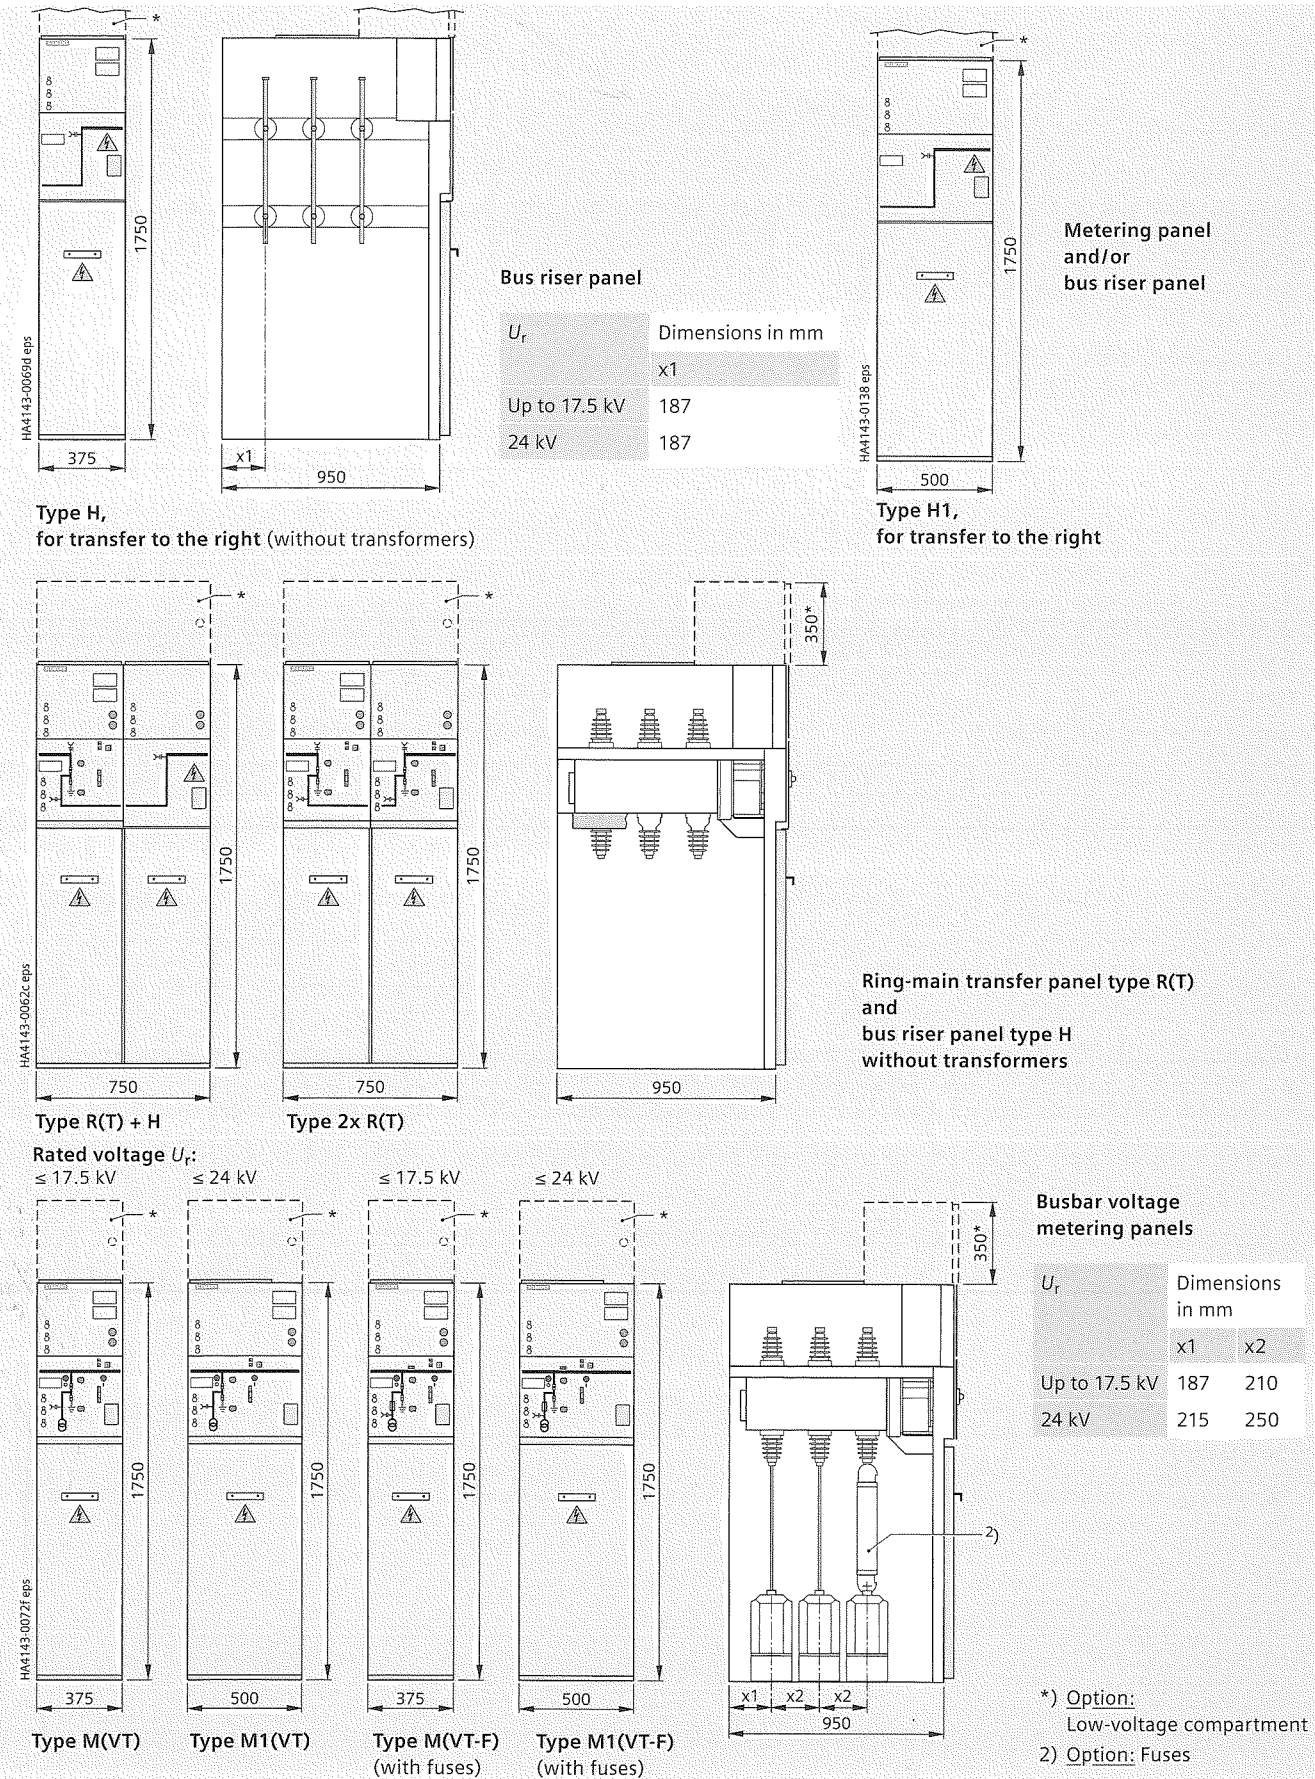 *
*
1750
1750
HA4143-0069d eps
375
x1
950
Type H,
for transfer to the right (without transformers)
Bus riser panel
Ur Dimensions in mm
x1
Up to 17.5 kV 187
24 kV 187
HA4143-0138 eps
500
Type H1,
for transfer to the right
Metering panel
and/or
bus riser panel
*
*
350*
1750
1750
HA4143-0062c eps
750
750
950
Type R(T) + H
Type 2x R(T)
Ring-main transfer panel type R(T)
and
bus riser panel type H
without transformers
Rated voltage Ur:
≤ 17.5 kV
≤ 24 kV
≤ 17.5 kV
≤ 24 kV
*
*
*
*
350*
1750
1750
1750
1750
HA4143-0072f eps
375
500
375
500
2)
x1
x2
x2
950
Type M(VT)
Type M1(VT)
Type M(VT-F)
(with fuses)
Type M1(VT-F)
(with fuses)
Busbar voltage
metering panels
Ur Dimensions
in mm
x1 x2
Up to 17.5 kV 187 210
24 kV 215 250
*) Option:
Low-voltage compartment
2) Option: Fuses